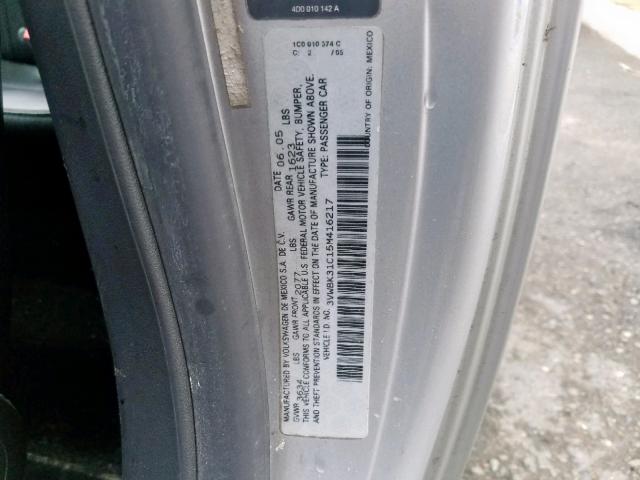 4D0 010 142 A
1C0 010 374 C
C 2 /05
MANUFACTURED BY VOLKSWAGEN DE MEXICO S.A. DE C.V. DATE 06.05
GVWR 3634 LBS GAWR FRONT 2077 LBS GAWR REAR 1623 LBS
THIS VEHICLE CONFORMS TO ALL APPLICABLE U.S. FEDERAL MOTOR VEHICLE SAFETY, BUMPER,
AND THEFT PREVENTION STANDARDS IN EFFECT ON THE DATE OF MANUFACTURE SHOWN ABOVE.
VEHICLE I.D. NO. 3VWBK31C15M416217 TYPE: PASSENGER CAR
COUNTRY OF ORIGIN: MEXICO